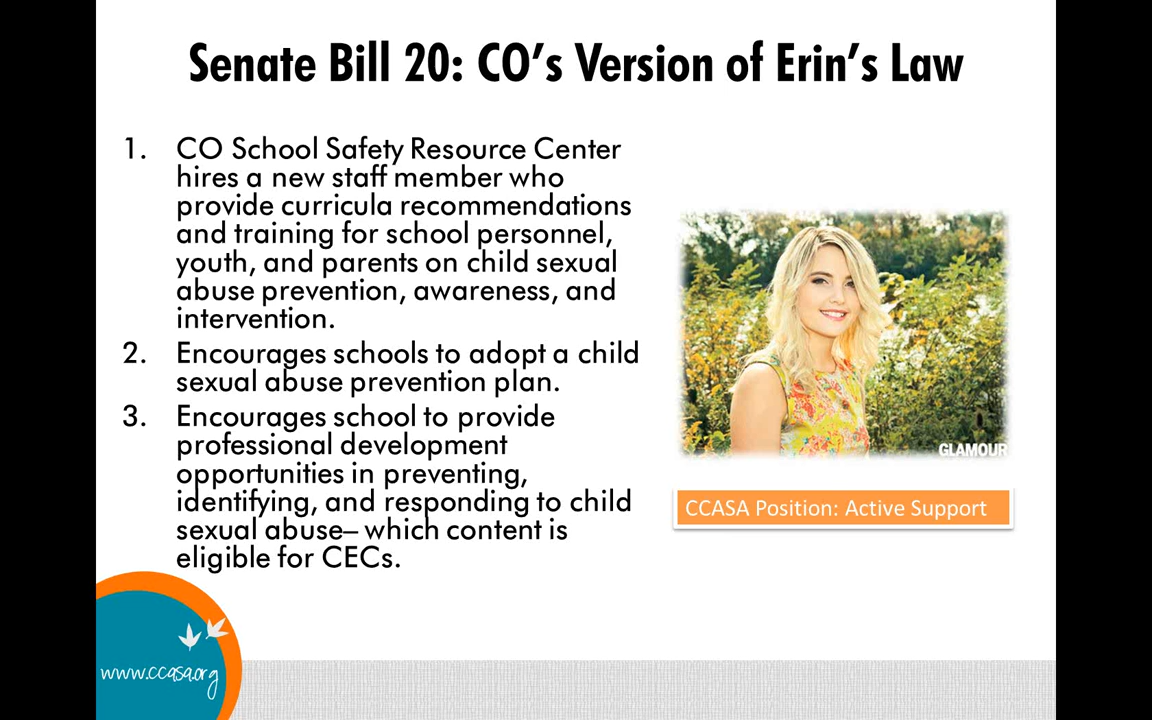 Senate Bill 20: CO’s Version of Erin’s Law
1. CO School Safety Resource Center
hires a new staff member who
provide curricula recommendations
and training for school personnel,
youth, and parents on child sexual
abuse prevention, awareness, and
intervention.
2. Encourages schools to adopt a child
sexual abuse prevention plan.
3. Encourages school to provide
professional development
opportunities in preventing,
identifying, and responding to child
sexual abuse– which content is
eligible for CECs.
GLAMOUR
CCASA Position: Active Support
www.ccasa.org